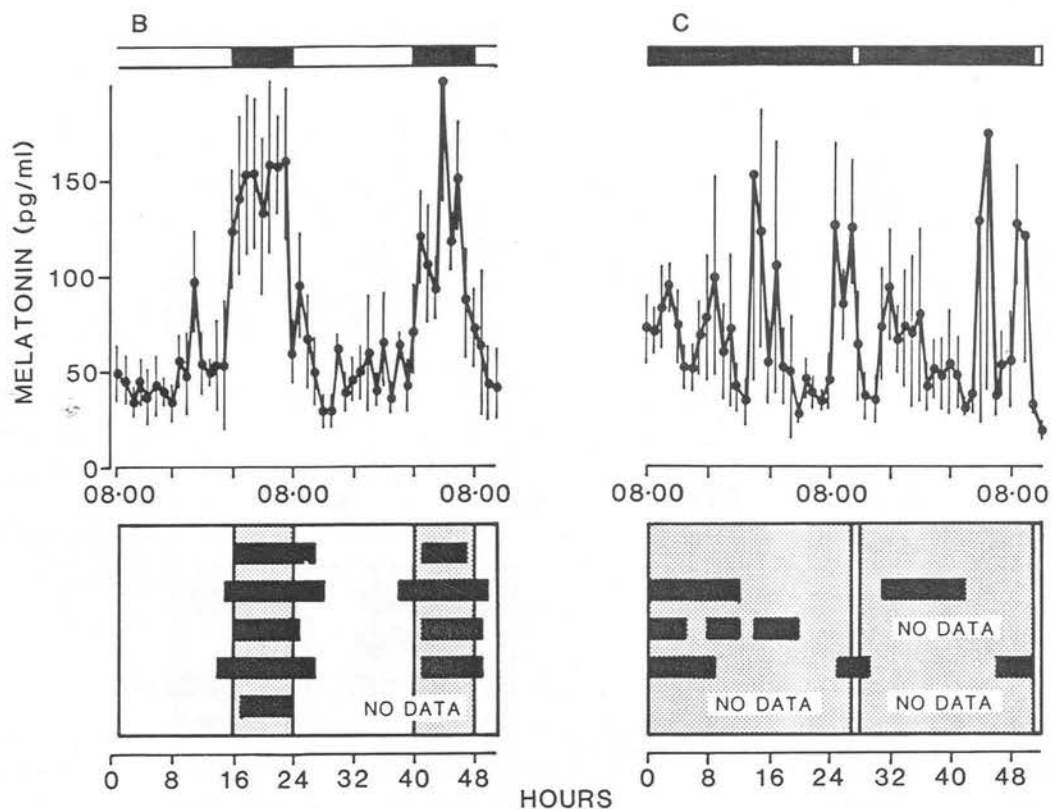 B
C
MELATONIN (pg/ml)
150
100
50
0
08:00 08:00 08:00
08:00 08:00 08:00
NO DATA
NO DATA
NO DATA NO DATA
0 8 16 24 32 40 48
0 8 16 24 32 40 48
HOURS